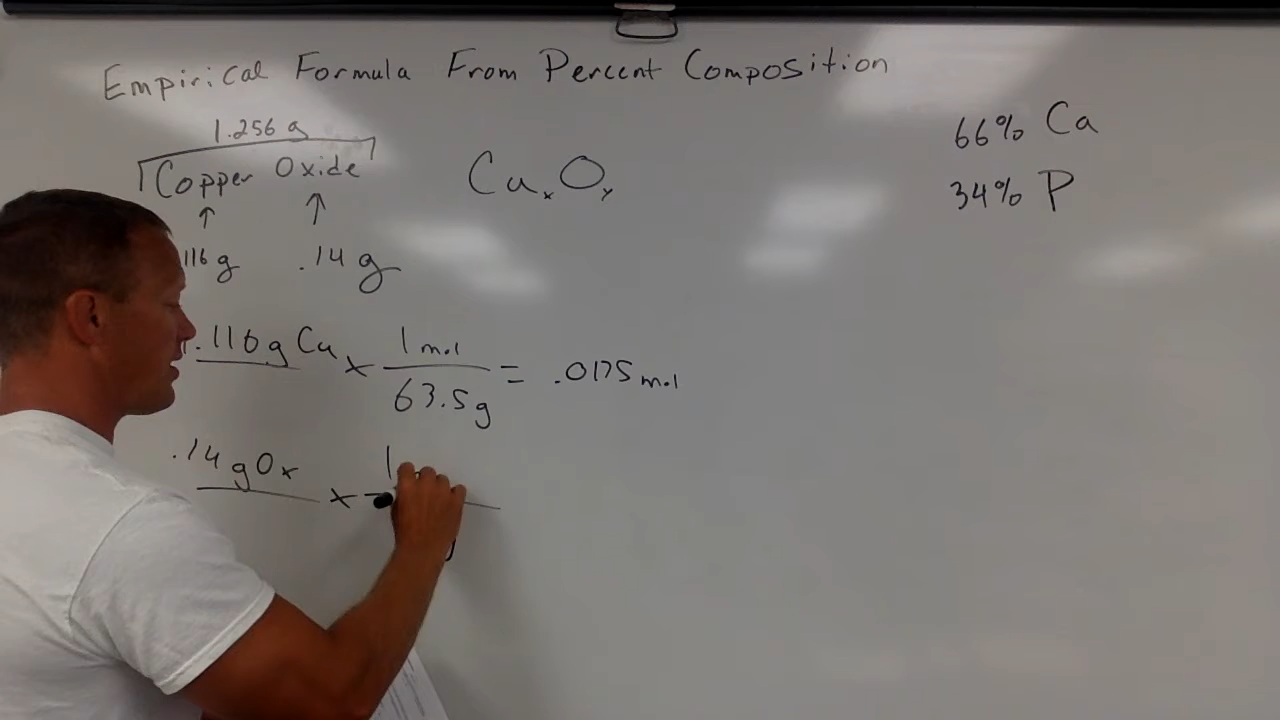 Empirical Formula From Percent Composition
1.256 g
Copper Oxide
CuxOy
66% Ca
34% P
116 g .14 g
.116 g Cu x 1 mol / 63.5 g = .0175 mol
.14 g Ox x 1